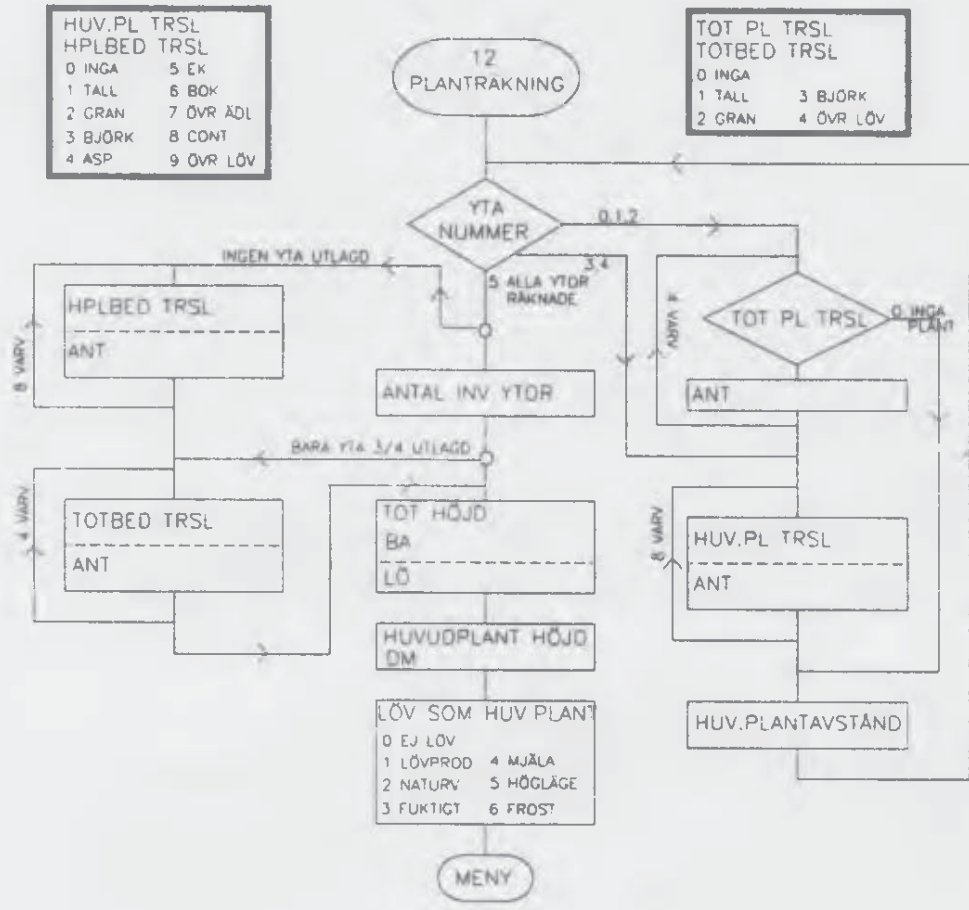 HUV.PL TRSL
HPLBED TRSL
0 INGA 5 EK
1 TALL 6 BOK
2 GRAN 7 ÖVR ÄDL
3 BJÖRK 8 CONT
4 ASP 9 ÖVR LÖV
12
PLANTRÄKNING
TOT PL TRSL
TOTBED TRSL
0 INGA
1 TALL 3 BJÖRK
2 GRAN 4 ÖVR LÖV
YTA
NUMMER
0,1,2
3,4
5 ALLA YTOR
RÄKNADE
INGEN YTA UTLAGD
HPLBED TRSL
ANT
8 VARV
ANTAL INV YTOR
BARA YTA 3/4 UTLAGD
TOTBED TRSL
ANT
4 VARV
TOT HÖJD
BA
LÖ
HUVUDPLANT HÖJD
DM
LÖV SOM HUV PLANT
0 EJ LÖV
1 LÖVPROD 4 MJÄLA
2 NATURV 5 HÖGLÄGE
3 FUKTIGT 6 FROST
MENY
TOT PL TRSL
0 INGA
PLANT
4 VARV
ANT
8 VARV
HUV.PL TRSL
ANT
HUV.PLANTAVSTÅND